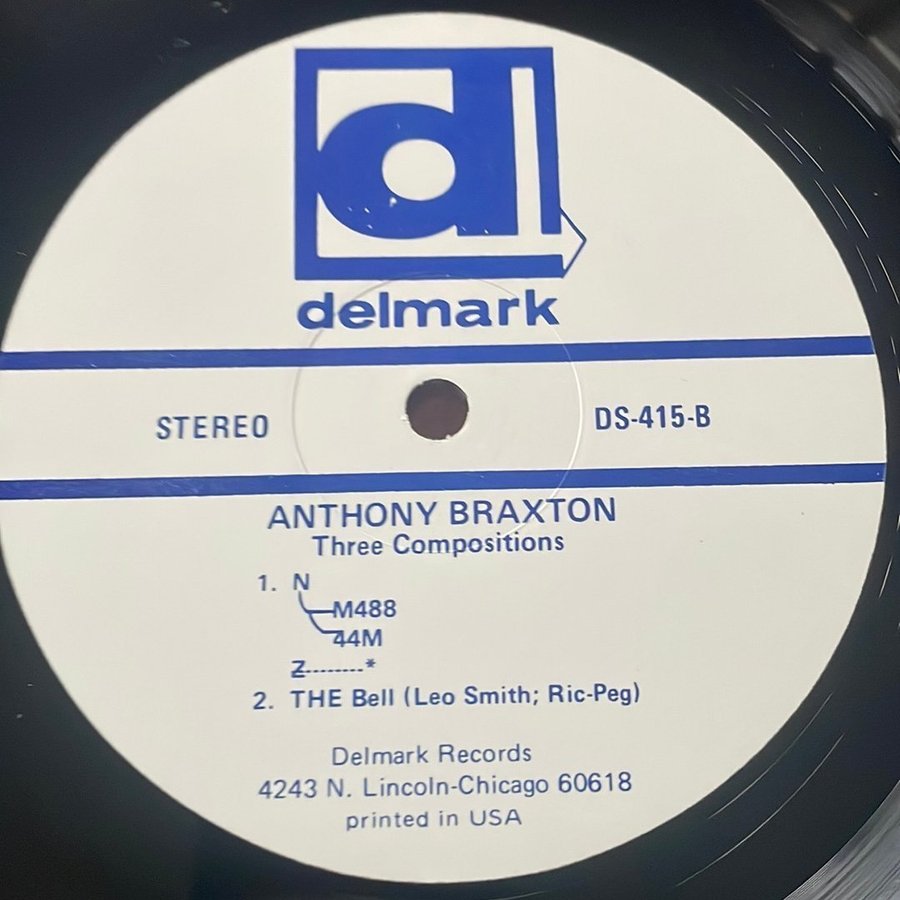 d
delmark
STEREO DS-415-B
ANTHONY BRAXTON
Three Compositions
1. N
M488
44M
Z........*
2. THE Bell (Leo Smith; Ric-Peg)
Delmark Records
4243 N. Lincoln-Chicago 60618
printed in USA